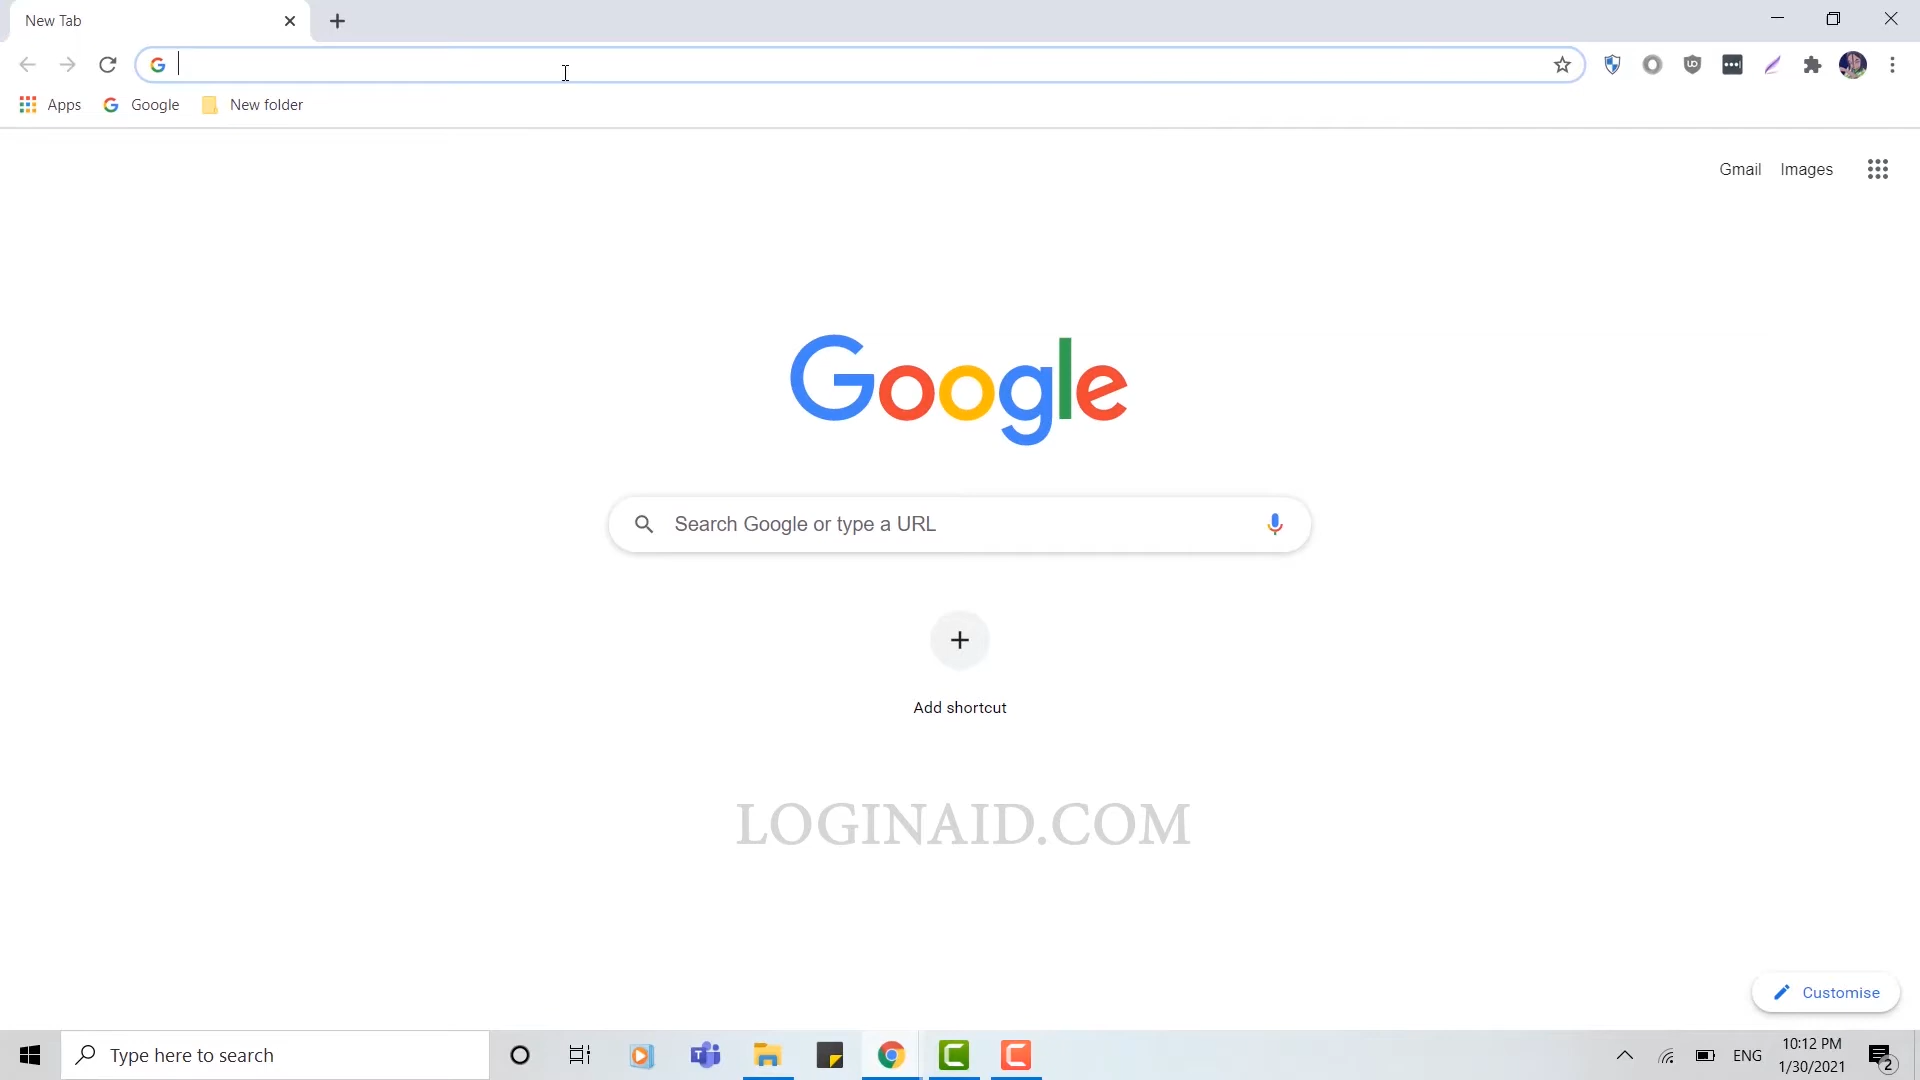 New Tab
Apps Google New folder
Gmail Images
Google
Search Google or type a URL
Add shortcut
LOGINAID.COM
Customise
Type here to search
ENG
10:12 PM
1/30/2021
2